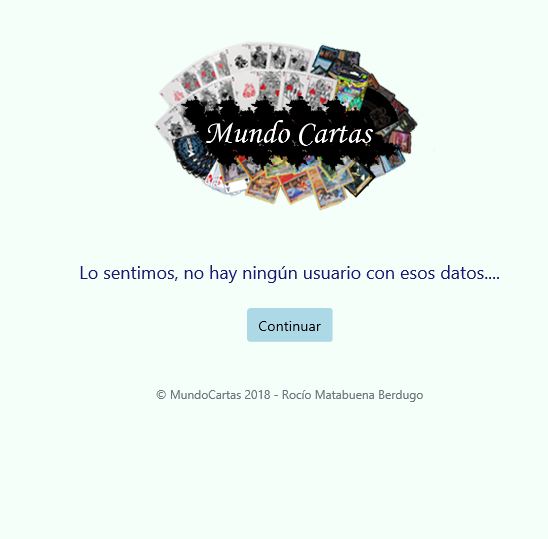 Mundo Cartas
Lo sentimos, no hay ningún usuario con esos datos....
Continuar
© MundoCartas 2018 - Rocío Matabuena Berdugo